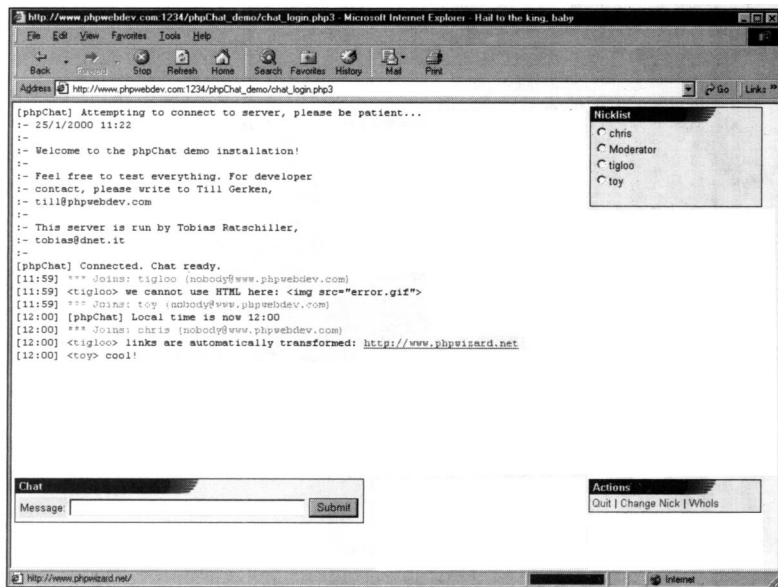 http://www.phpwebdev.com:1234/phpChat_demo/chat_login.php3 - Microsoft Internet Explorer - Hail to the king, baby
File Edit View Favorites Tools Help
Back Forward Stop Refresh Home Search Favorites History Mail Print
Address http://www.phpwebdev.com:1234/phpChat_demo/chat_login.php3 Go Links »
[phpChat] Attempting to connect to server, please be patient...
:- 25/1/2000 11:22
:-
:- Welcome to the phpChat demo installation!
:-
:- Feel free to test everything. For developer
:- contact, please write to Till Gerken,
:- till@phpwebdev.com
:-
:- This server is run by Tobias Ratschiller,
:- tobias@dnet.it
:-
[phpChat] Connected. Chat ready.
[11:59] *** Joins: tigloo (nobody@www.phpwebdev.com)
[11:59] <tigloo> we cannot use HTML here: <img src="error.gif">
[11:59] *** Joins: toy (nobody@www.phpwebdev.com)
[12:00] [phpChat] Local time is now 12:00
[12:00] *** Joins: chris (nobody@www.phpwebdev.com)
[12:00] <tigloo> links are automatically transformed: http://www.phpwizard.net
[12:00] <toy> cool!
Nicklist
chris
Moderator
tigloo
toy
Chat
Message: Submit
Actions
Quit | Change Nick | WhoIs
http://www.phpwizard.net/ Internet